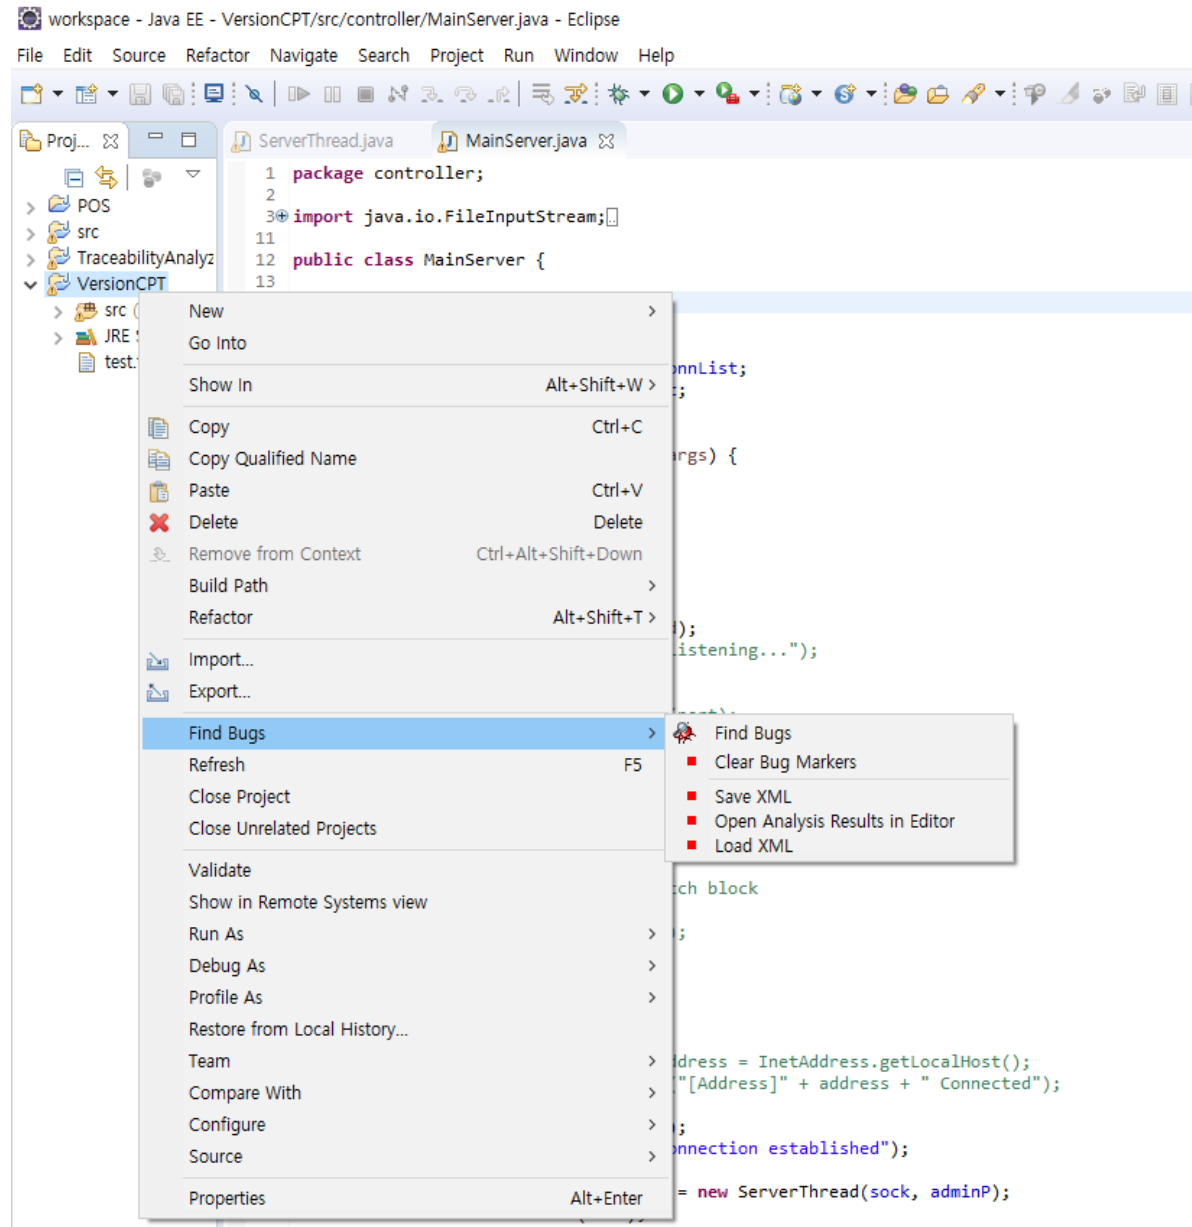 workspace - Java EE - VersionCPT/src/controller/MainServer.java - Eclipse
File Edit Source Refactor Navigate Search Project Run Window Help
Proj... ServerThread.java MainServer.java
1 package controller;
2
3 import java.io.FileInputStream;
11
12 public class MainServer {
13
POS
src
TraceabilityAnalyz
VersionCPT
src (
JRE
test.
New
Go Into
Show In Alt+Shift+W
Copy Ctrl+C
Copy Qualified Name
Paste Ctrl+V
Delete Delete
Remove from Context Ctrl+Alt+Shift+Down
Build Path
Refactor Alt+Shift+T
Import...
Export...
Find Bugs
Refresh F5
Close Project
Close Unrelated Projects
Validate
Show in Remote Systems view
Run As
Debug As
Profile As
Restore from Local History...
Team
Compare With
Configure
Source
Properties Alt+Enter
Find Bugs
Clear Bug Markers
Save XML
Open Analysis Results in Editor
Load XML
onnList;
;
args) {
);
listening...");
ch block
);
ddress = InetAddress.getLocalHost();
("[Address]" + address + " Connected");
);
onnection established");
= new ServerThread(sock, adminP);